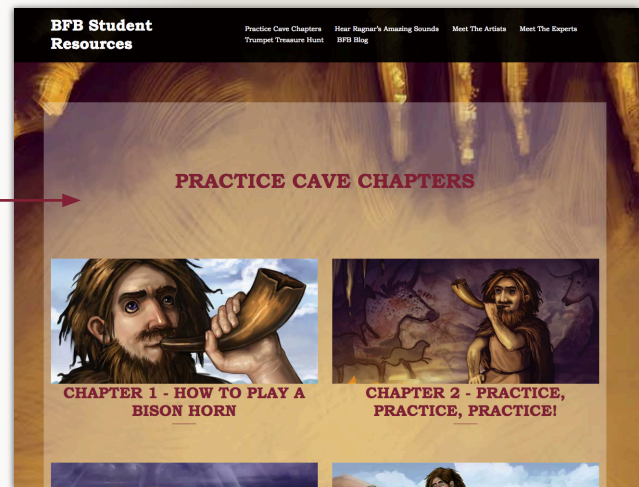 BFB Student
Resources
Practice Cave Chapters Hear Ragnar's Amazing Sounds Meet The Artists Meet The Experts
Trumpet Treasure Hunt BFB Blog
PRACTICE CAVE CHAPTERS
CHAPTER 1 - HOW TO PLAY A
BISON HORN
CHAPTER 2 - PRACTICE,
PRACTICE, PRACTICE!